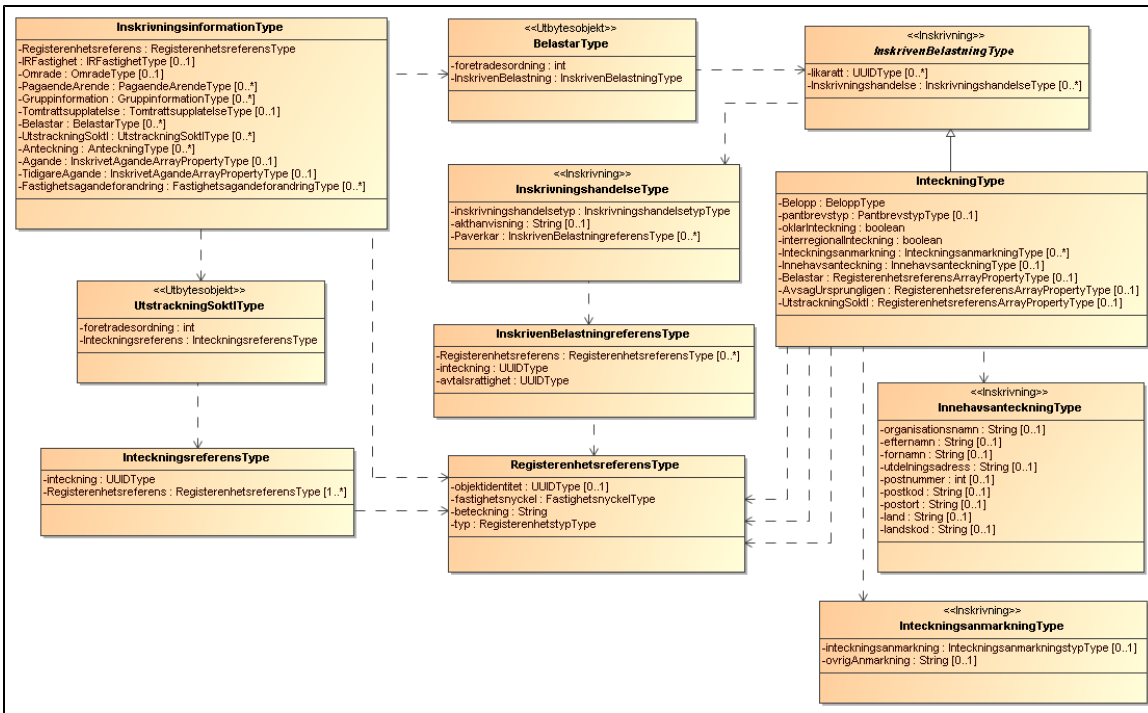 InskrivningsinformationType
-Registerenhetsreferens : RegisterenhetsreferensType
-IRFastighet : IRFastighetType [0..1]
-Omrade : OmradeType [0..1]
-PagaendeArende : PagaendeArendeType [0..*]
-Gruppinformation : GruppinformationType [0..*]
-Tomtrattsupplatelse : TomtrattsupplatelseType [0..1]
-Belastar : BelastarType [0..*]
-UtstrackningSoktI : UtstrackningSoktIType [0..*]
-Anteckning : AnteckningType [0..*]
-Agande : InskrivetAgandeArrayPropertyType [0..1]
-TidigareAgande : InskrivetAgandeArrayPropertyType [0..1]
-Fastighetsagandeforandring : FastighetsagandeforandringType [0..*]
<<Utbytesobjekt>>
BelastarType
-foretradesordning : int
-InskrivenBelastning : InskrivenBelastningType
<<Inskrivning>>
InskrivenBelastningType
-likaratt : UUIDType [0..*]
-Inskrivningshandelse : InskrivningshandelseType [0..*]
<<Inskrivning>>
InskrivningshandelseType
-inskrivningshandelsetyp : InskrivningshandelsetypType
-akthanvisning : String [0..1]
-Paverkar : InskrivenBelastningreferensType [0..*]
InteckningType
-Belopp : BeloppType
-pantbrevstyp : PantbrevstypType [0..1]
-oklarInteckning : boolean
-interregionalInteckning : boolean
-Inteckningsanmarkning : InteckningsanmarkningType [0..*]
-Innehavsanteckning : InnehavsanteckningType [0..1]
-Belastar : RegisterenhetsreferensArrayPropertyType [0..1]
-AvsagUrsprungligen : RegisterenhetsreferensArrayPropertyType [0..1]
-UtstrackningSoktI : RegisterenhetsreferensArrayPropertyType [0..1]
<<Utbytesobjekt>>
UtstrackningSoktIType
-foretradesordning : int
-Inteckningsreferens : InteckningsreferensType
InskrivenBelastningreferensType
-Registerenhetsreferens : RegisterenhetsreferensType [0..*]
-inteckning : UUIDType
-avtalsrattighet : UUIDType
<<Inskrivning>>
InnehavsanteckningType
-organisationsnamn : String [0..1]
-efternamn : String [0..1]
-fornamn : String [0..1]
-utdelningsadress : String [0..1]
-postnummer : int [0..1]
-postkod : String [0..1]
-postort : String [0..1]
-land : String [0..1]
-landskod : String [0..1]
InteckningsreferensType
-inteckning : UUIDType
-Registerenhetsreferens : RegisterenhetsreferensType [1..*]
RegisterenhetsreferensType
-objektidentitet : UUIDType [0..1]
-fastighetsnyckel : FastighetsnyckelType
-beteckning : String
-typ : RegisterenhetstypType
<<Inskrivning>>
InteckningsanmarkningType
-inteckningsanmarkning : InteckningsanmarkningstypType [0..1]
-ovrigAnmarkning : String [0..1]